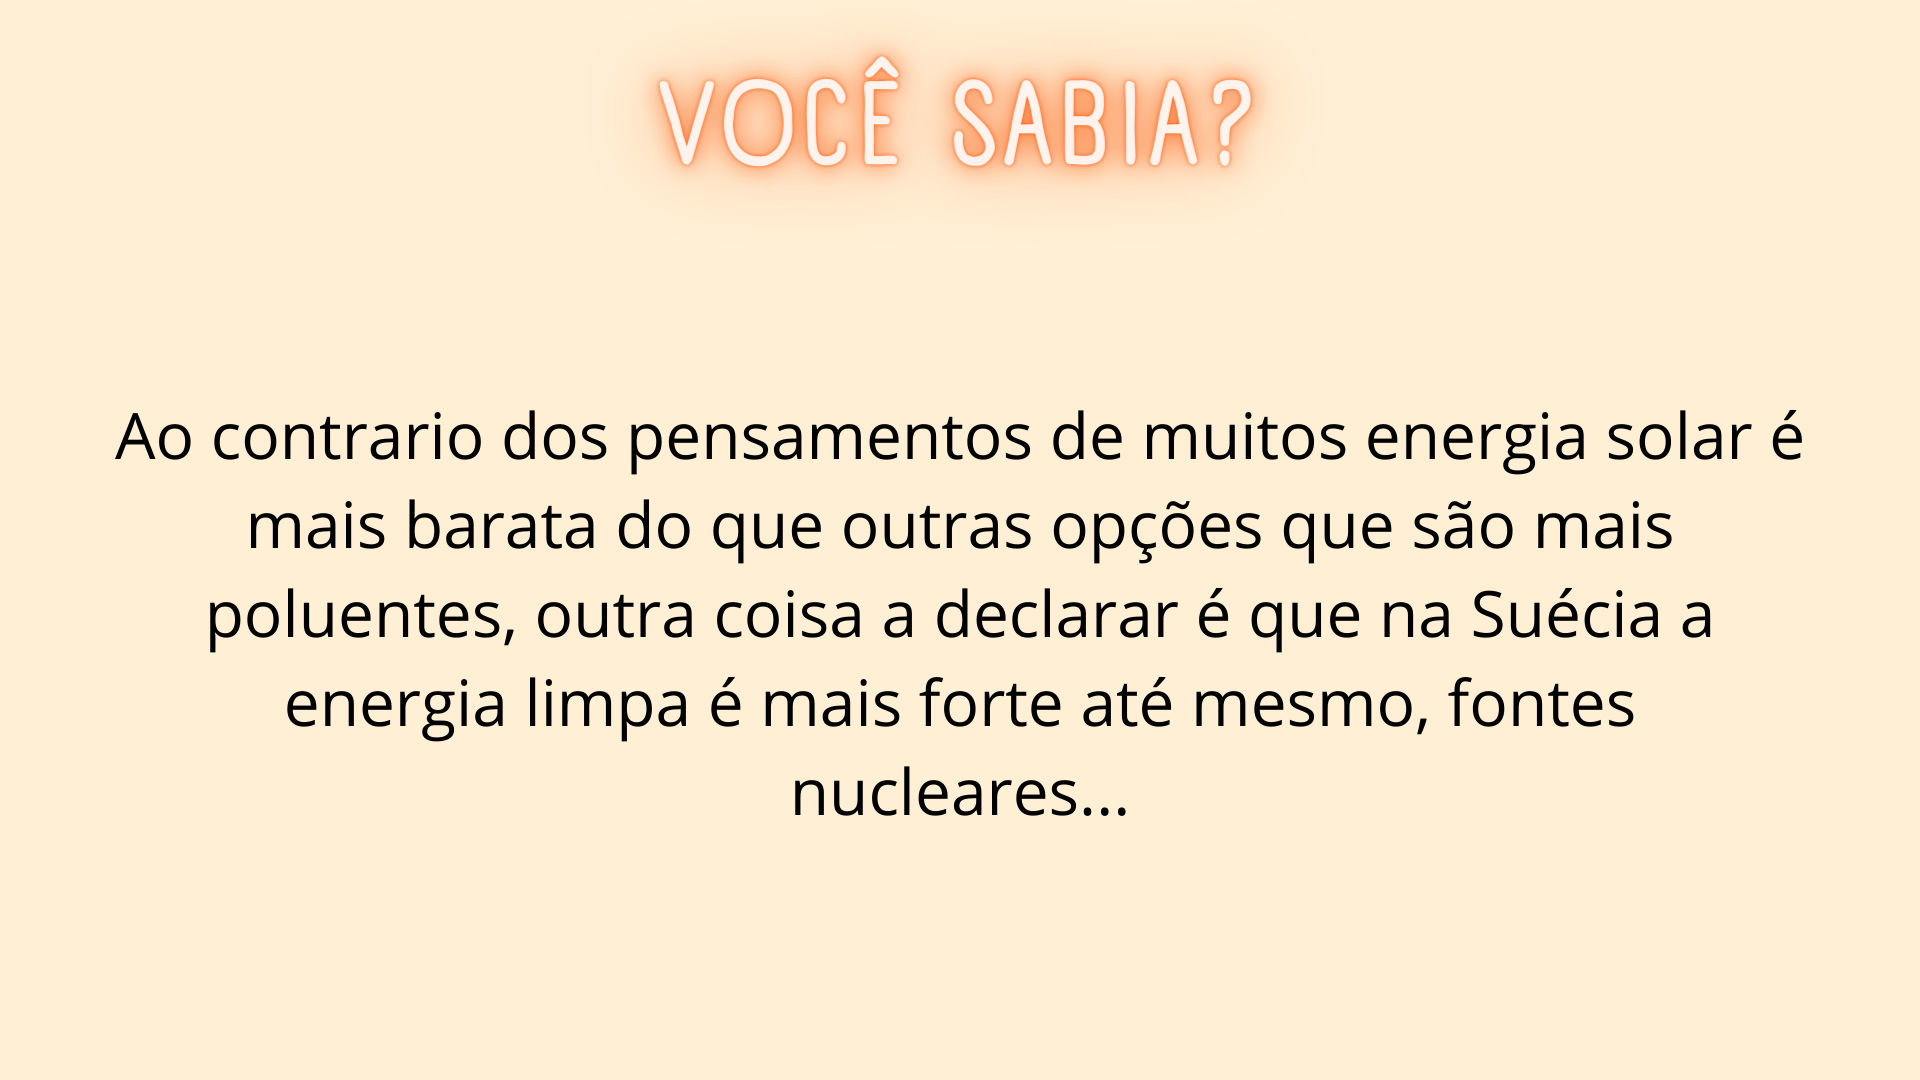 VOCÊ SABIA?
Ao contrario dos pensamentos de muitos energia solar é
mais barata do que outras opções que são mais
poluentes, outra coisa a declarar é que na Suécia a
energia limpa é mais forte até mesmo, fontes
nucleares...